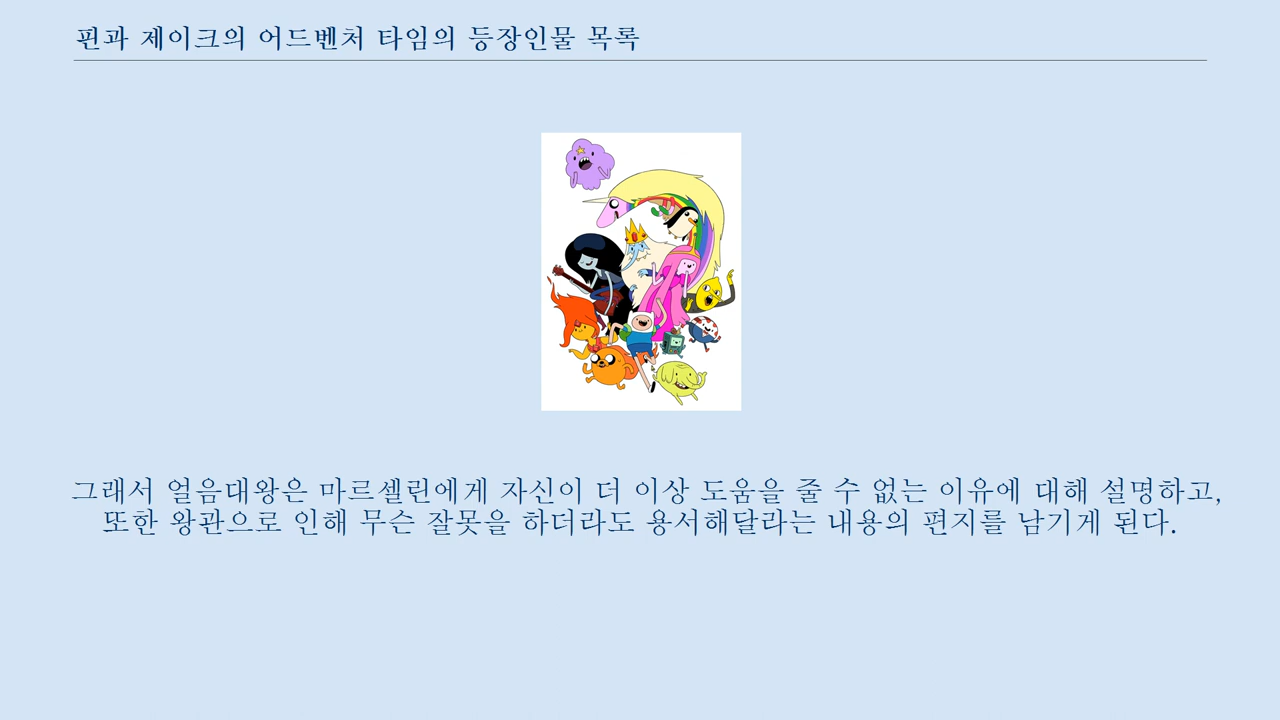 핀과 제이크의 어드벤처 타임의 등장인물 목록
그래서 얼음대왕은 마르셀린에게 자신이 더 이상 도움을 줄 수 없는 이유에 대해 설명하고,
또한 왕관으로 인해 무슨 잘못을 하더라도 용서해달라는 내용의 편지를 남기게 된다.